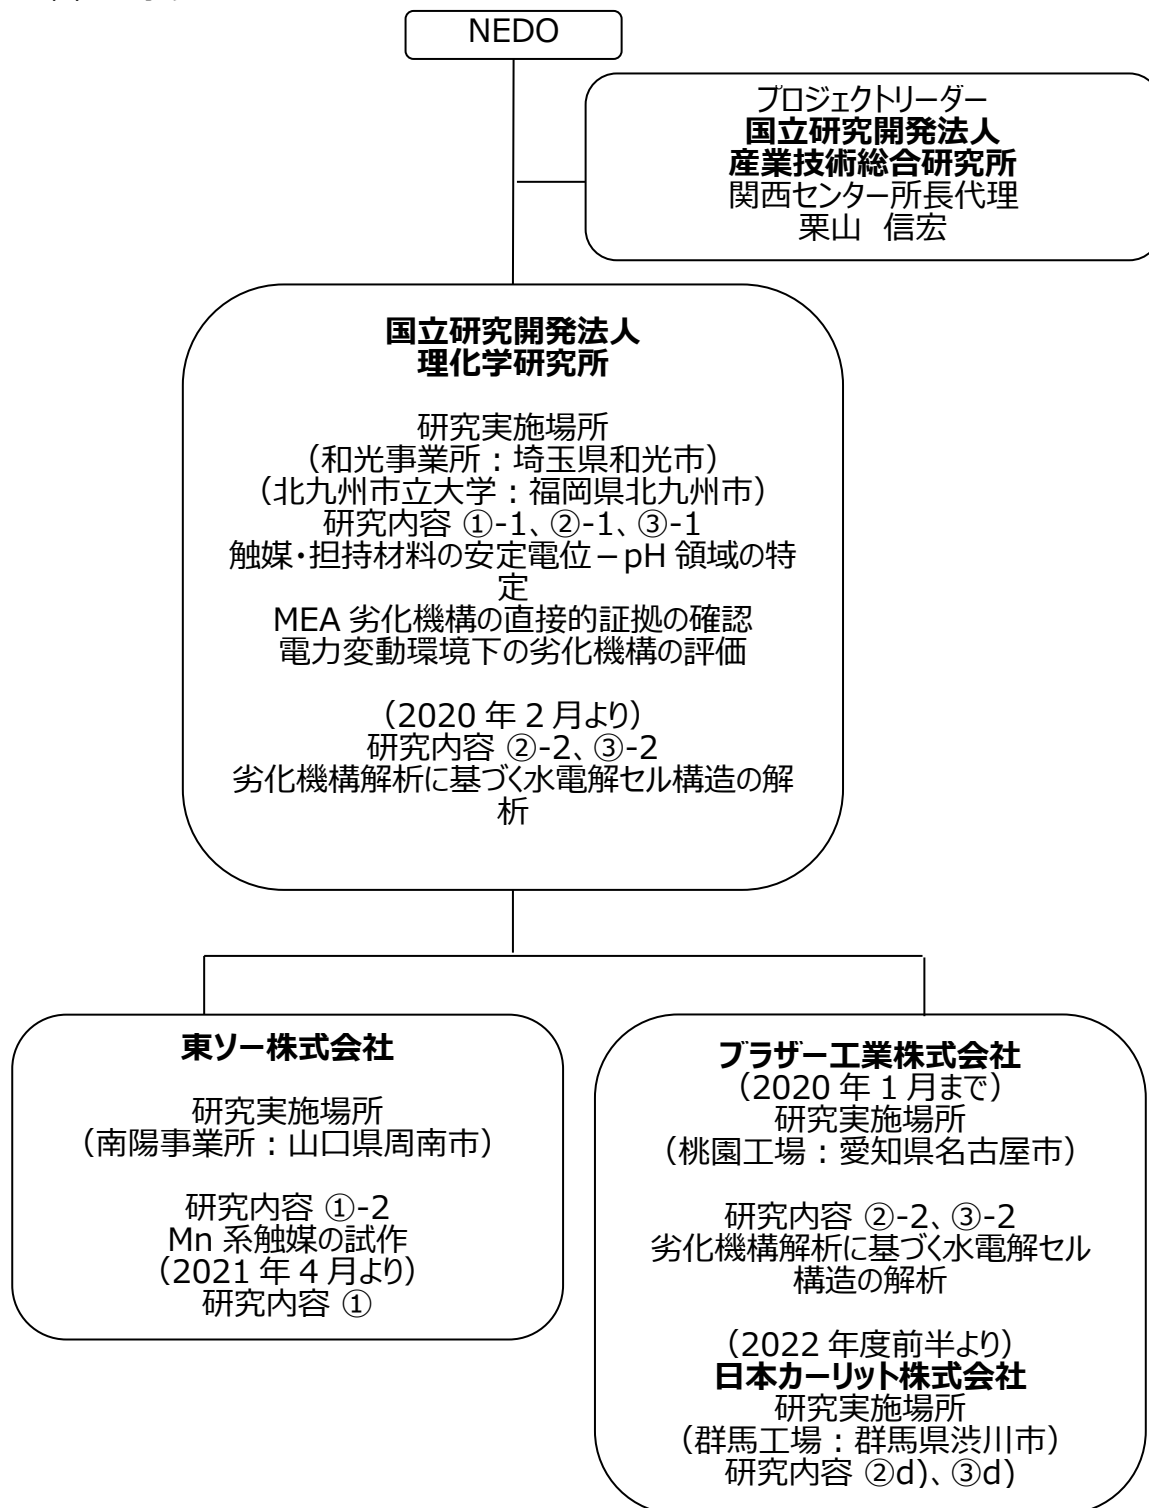 NEDO
プロジェクトリーダー
国立研究開発法人
産業技術総合研究所
関西センター所長代理
栗山　信宏
国立研究開発法人
理化学研究所
研究実施場所
（和光事業所：埼玉県和光市）
（北九州市立大学：福岡県北九州市）
研究内容 ①-1、②-1、③-1
触媒・担持材料の安定電位－pH 領域の特
定
MEA 劣化機構の直接的証拠の確認
電力変動環境下の劣化機構の評価
（2020 年 2 月より）
研究内容 ②-2、③-2
劣化機構解析に基づく水電解セル構造の解
析
東ソー株式会社
研究実施場所
（南陽事業所：山口県周南市）
研究内容 ①-2
Mn 系触媒の試作
（2021 年 4 月より）
研究内容 ①
ブラザー工業株式会社
（2020 年 1 月まで）
研究実施場所
（桃園工場：愛知県名古屋市）
研究内容 ②-2、③-2
劣化機構解析に基づく水電解セル
構造の解析
（2022 年度前半より）
日本カーリット株式会社
研究実施場所
（群馬工場：群馬県渋川市）
研究内容 ②d)、③d)